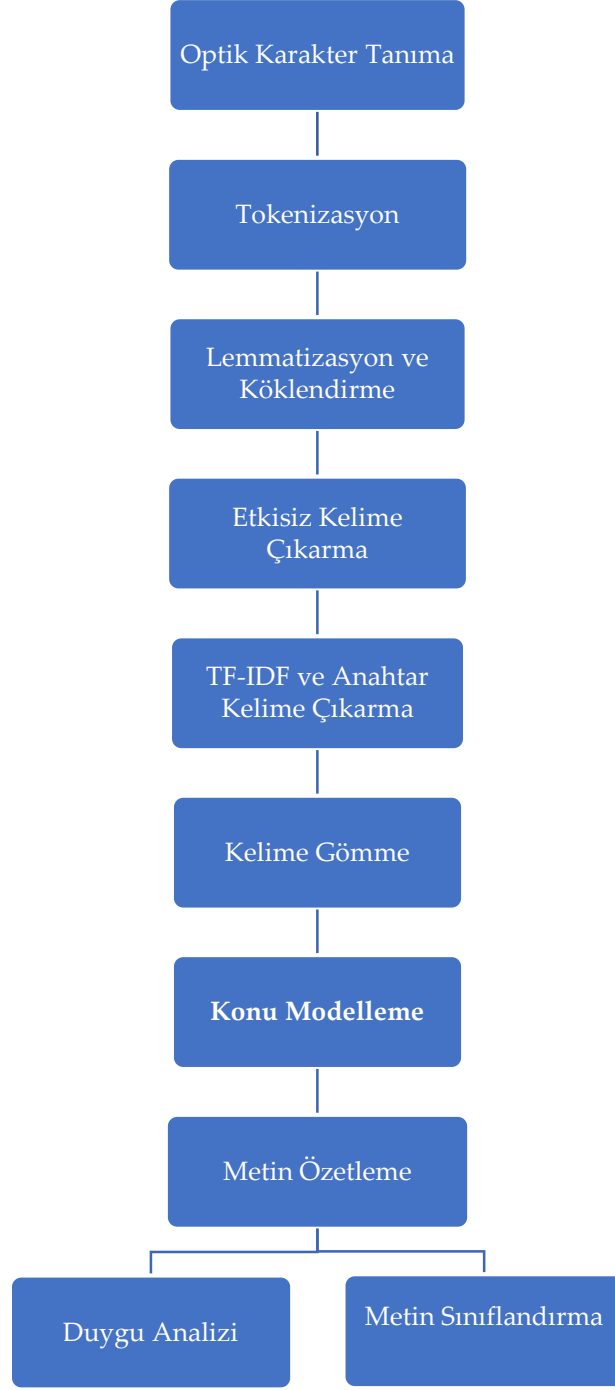 Optik Karakter Tanıma
Tokenizasyon
Lemmatizasyon ve
Köklendirme
Etkisiz Kelime
Çıkarma
TF-IDF ve Anahtar
Kelime Çıkarma
Kelime Gömme
Konu Modelleme
Metin Özetleme
Duygu Analizi
Metin Sınıflandırma